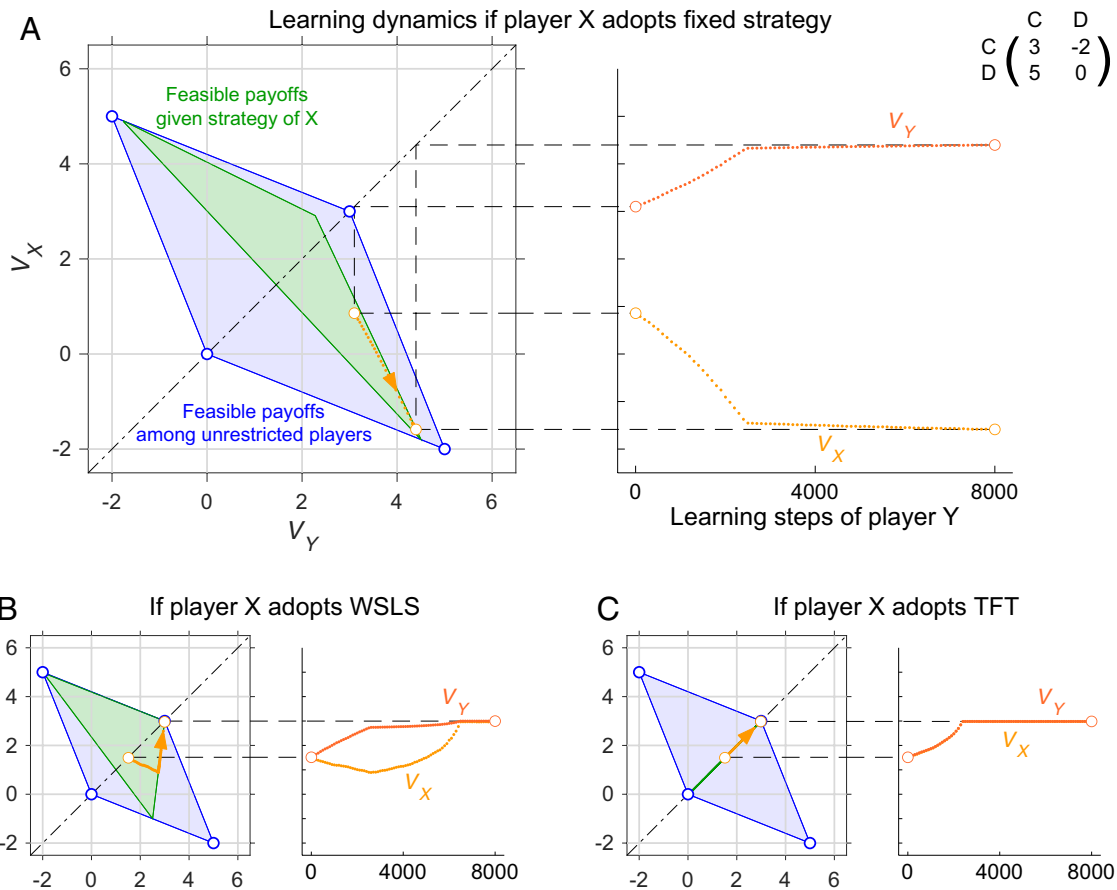 A
Learning dynamics if player X adopts fixed strategy
C D
C ( 3 -2 )
D ( 5 0 )
Feasible payoffs
given strategy of X
Feasible payoffs
among unrestricted players
6
4
2
0
-2
V_X
-2 0 2 4 6
V_Y
V_Y
V_X
0 4000 8000
Learning steps of player Y
B
If player X adopts WSLS
6
4
2
0
-2
-2 0 2 4 6
V_Y
V_X
0 4000 8000
C
If player X adopts TFT
6
4
2
0
-2
-2 0 2 4 6
V_Y
V_X
0 4000 8000